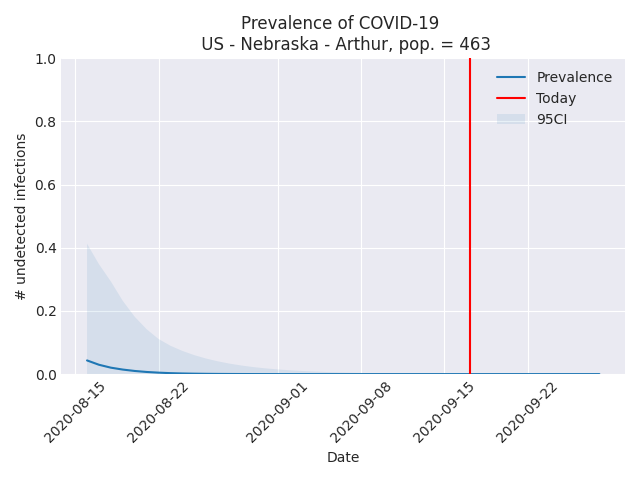 Prevalence of COVID-19
US - Nebraska - Arthur, pop. = 463
1.0
0.8
0.6
0.4
0.2
0.0
# undetected infections
Prevalence
Today
95CI
2020-08-15
2020-08-22
2020-09-01
2020-09-08
2020-09-15
2020-09-22
Date